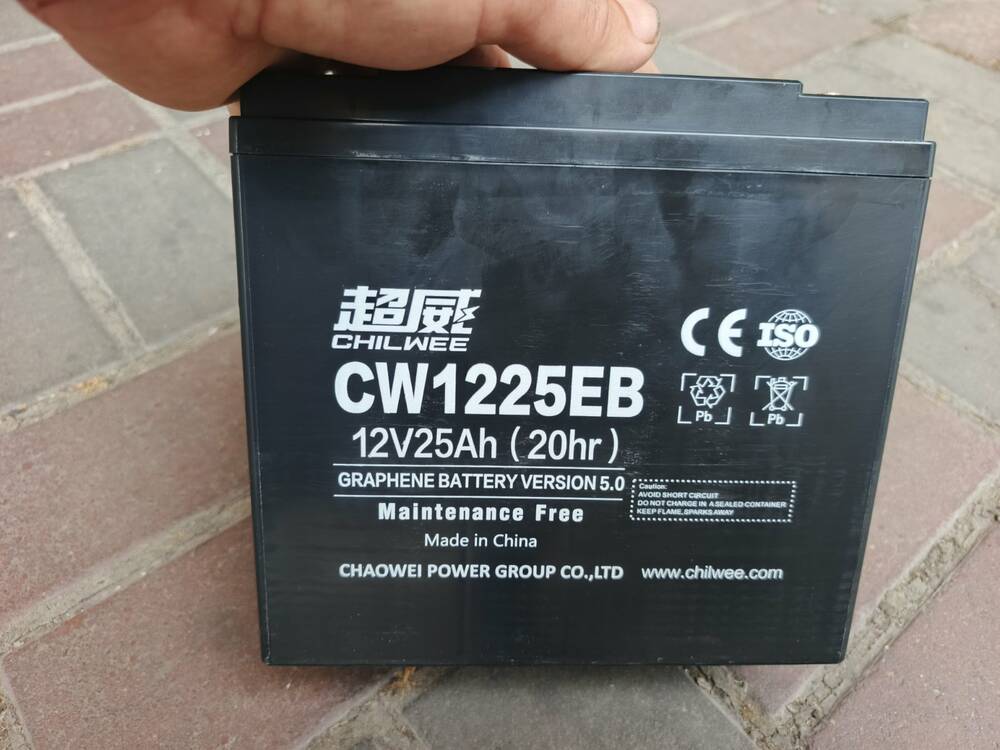 超威
CHILWEE
CE ISO
CW1225EB
Pb Pb
12V25Ah (20hr)
GRAPHENE BATTERY VERSION 5.0
Caution:
AVOID SHORT CIRCUIT
DO NOT CHARGE IN A SEALED CONTAINER
KEEP FLAME,SPARKS AWAY
Maintenance Free
Made in China
CHAOWEI POWER GROUP CO.,LTD www.chilwee.com